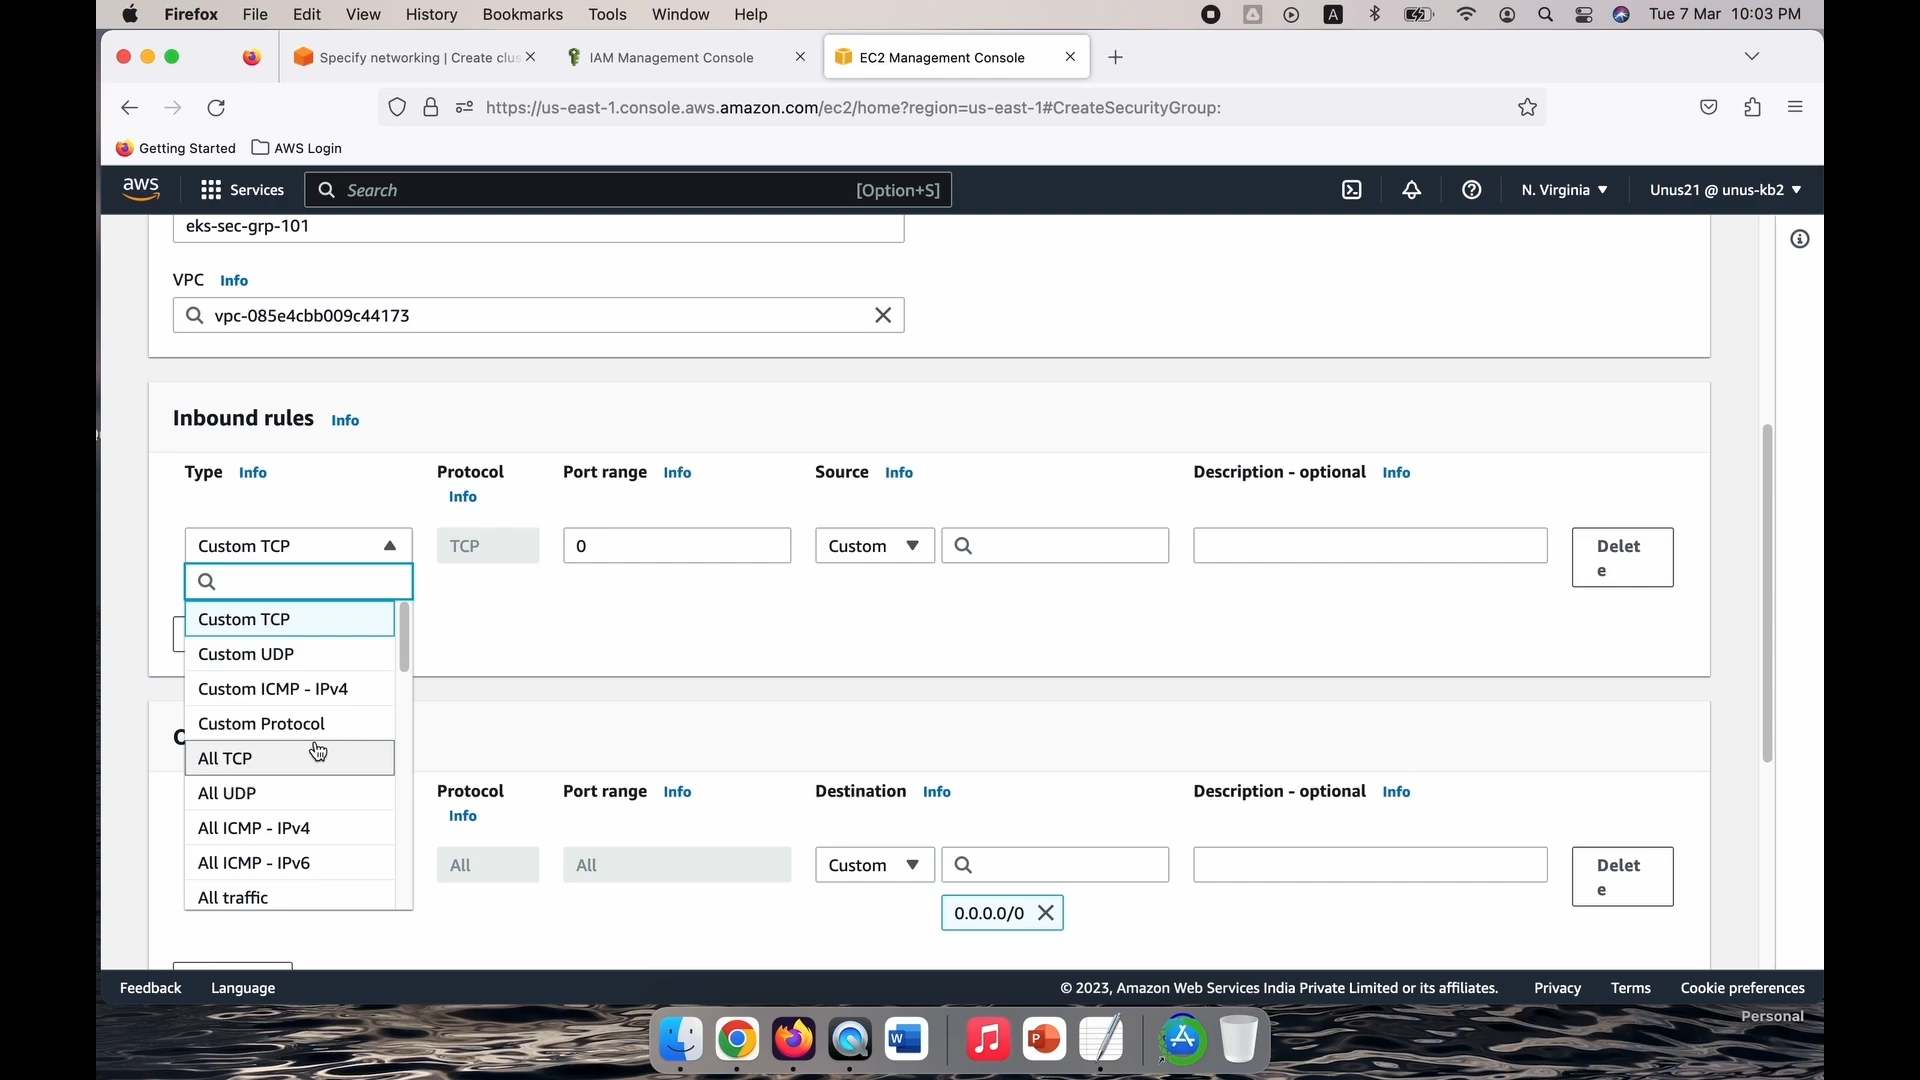 Firefox File Edit View History Bookmarks Tools Window Help A Tue 7 Mar 10:03 PM
Specify networking | Create clus IAM Management Console EC2 Management Console
https://us-east-1.console.aws.amazon.com/ec2/home?region=us-east-1#CreateSecurityGroup:
Getting Started AWS Login
aws Services Search [Option+S] N. Virginia Unus21 @ unus-kb2
eks-sec-grp-101
VPC Info
vpc-085e4cbb009c44173
Inbound rules Info
Type Info Protocol Info Port range Info Source Info Description - optional Info
Custom TCP TCP 0 Custom Delet
e
Custom TCP
Custom UDP
Custom ICMP - IPv4
Custom Protocol
O
All TCP
All UDP
All ICMP - IPv4
All ICMP - IPv6
All traffic
Protocol Info Port range Info Destination Info Description - optional Info
All All Custom Delet
e
0.0.0.0/0
Feedback Language © 2023, Amazon Web Services India Private Limited or its affiliates. Privacy Terms Cookie preferences
Personal
W P